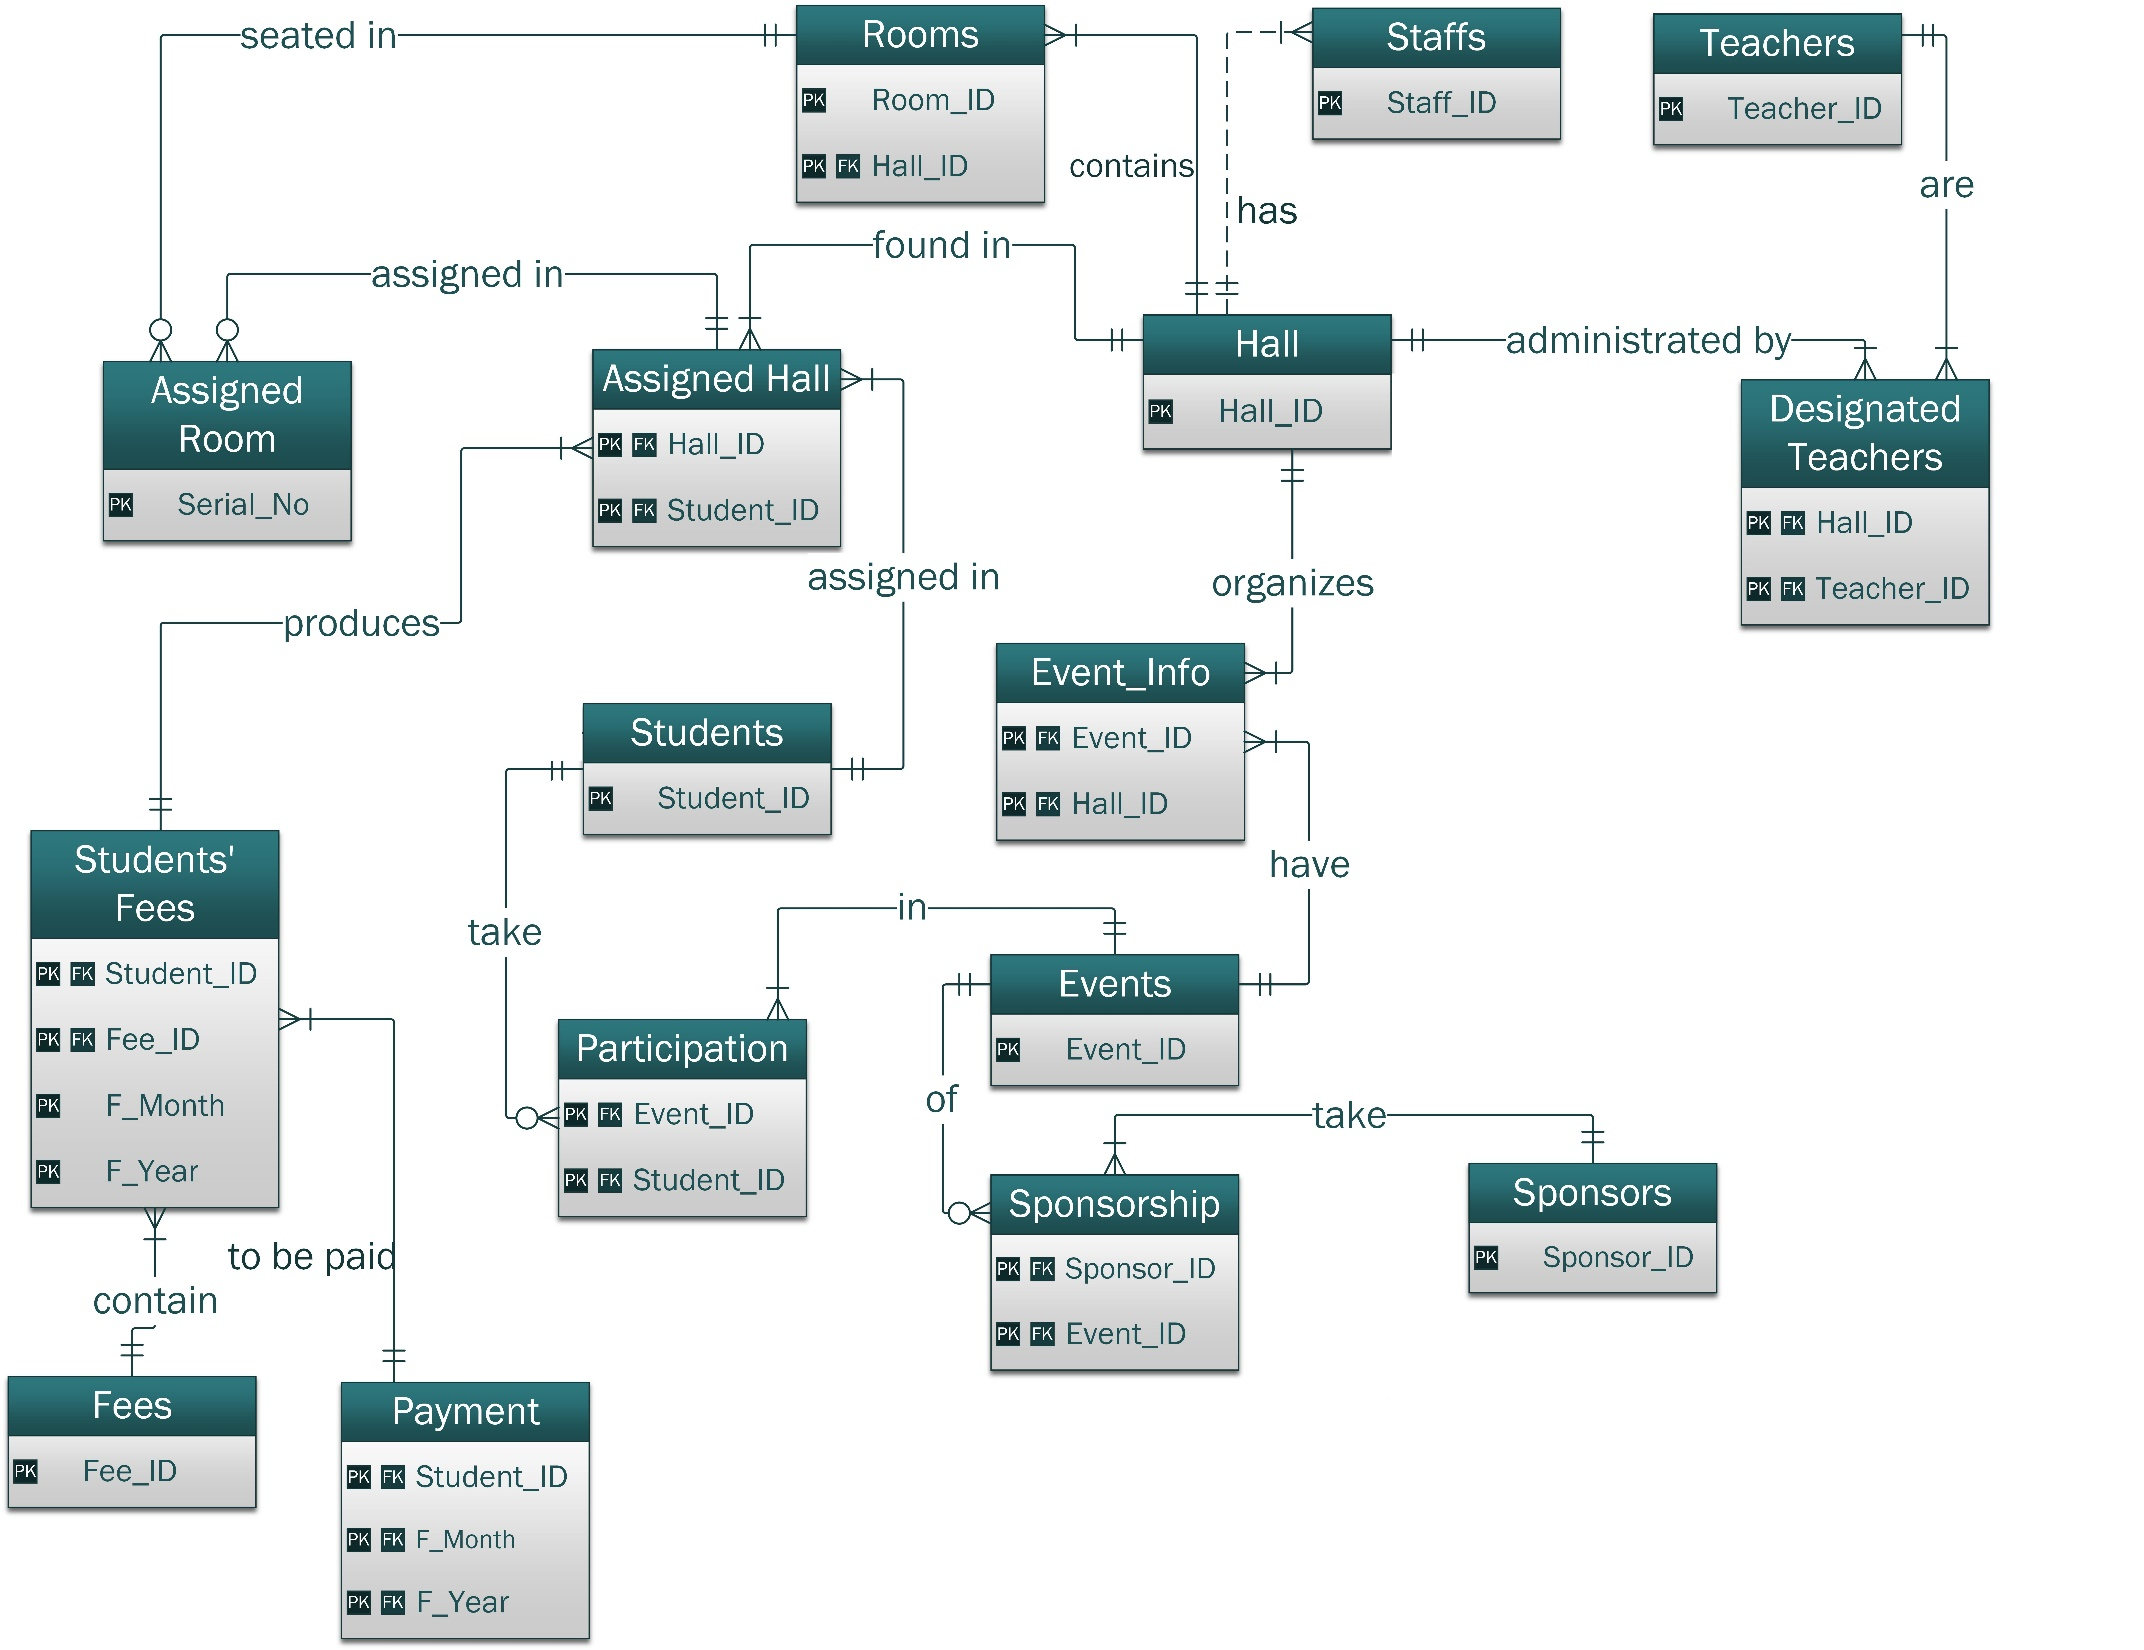 seated in
Rooms
PK Room_ID
PK FK Hall_ID
contains
Staffs
PK Staff_ID
has
Teachers
PK Teacher_ID
are
found in
assigned in
Assigned
Room
PK Serial_No
Assigned Hall
PK FK Hall_ID
PK FK Student_ID
Hall
PK Hall_ID
administrated by
Designated
Teachers
PK FK Hall_ID
PK FK Teacher_ID
assigned in
organizes
produces
Event_Info
PK FK Event_ID
PK FK Hall_ID
Students
PK Student_ID
have
Students'
Fees
PK FK Student_ID
PK FK Fee_ID
PK F_Month
PK F_Year
take
in
Events
PK Event_ID
Participation
PK FK Event_ID
PK FK Student_ID
of
take
Sponsorship
PK FK Sponsor_ID
PK FK Event_ID
Sponsors
PK Sponsor_ID
to be paid
contain
Fees
PK Fee_ID
Payment
PK FK Student_ID
PK FK F_Month
PK FK F_Year